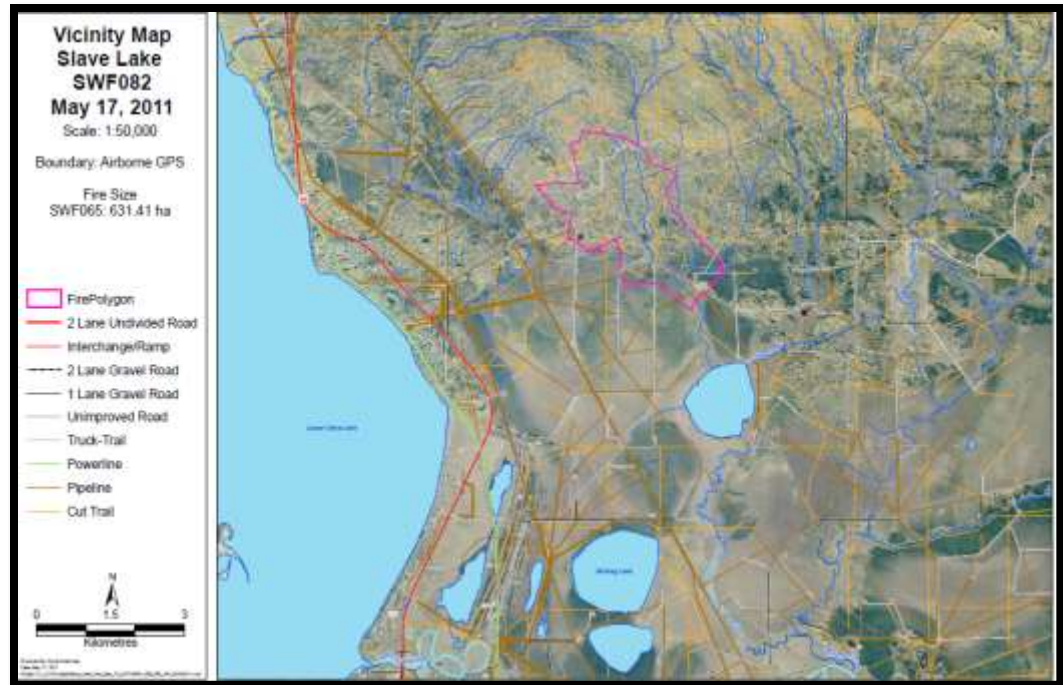 Vicinity Map
Slave Lake
SWF082
May 17, 2011
Scale: 1:50,000
Boundary: Airborne GPS
Fire Size
SWF065: 631.41 ha
FirePolygon
2 Lane Undivided Road
Interchange/Ramp
2 Lane Gravel Road
1 Lane Gravel Road
Unimproved Road
Truck-Trail
Powerline
Pipeline
Cut Trail
N
0 1.5 3
Kilometres